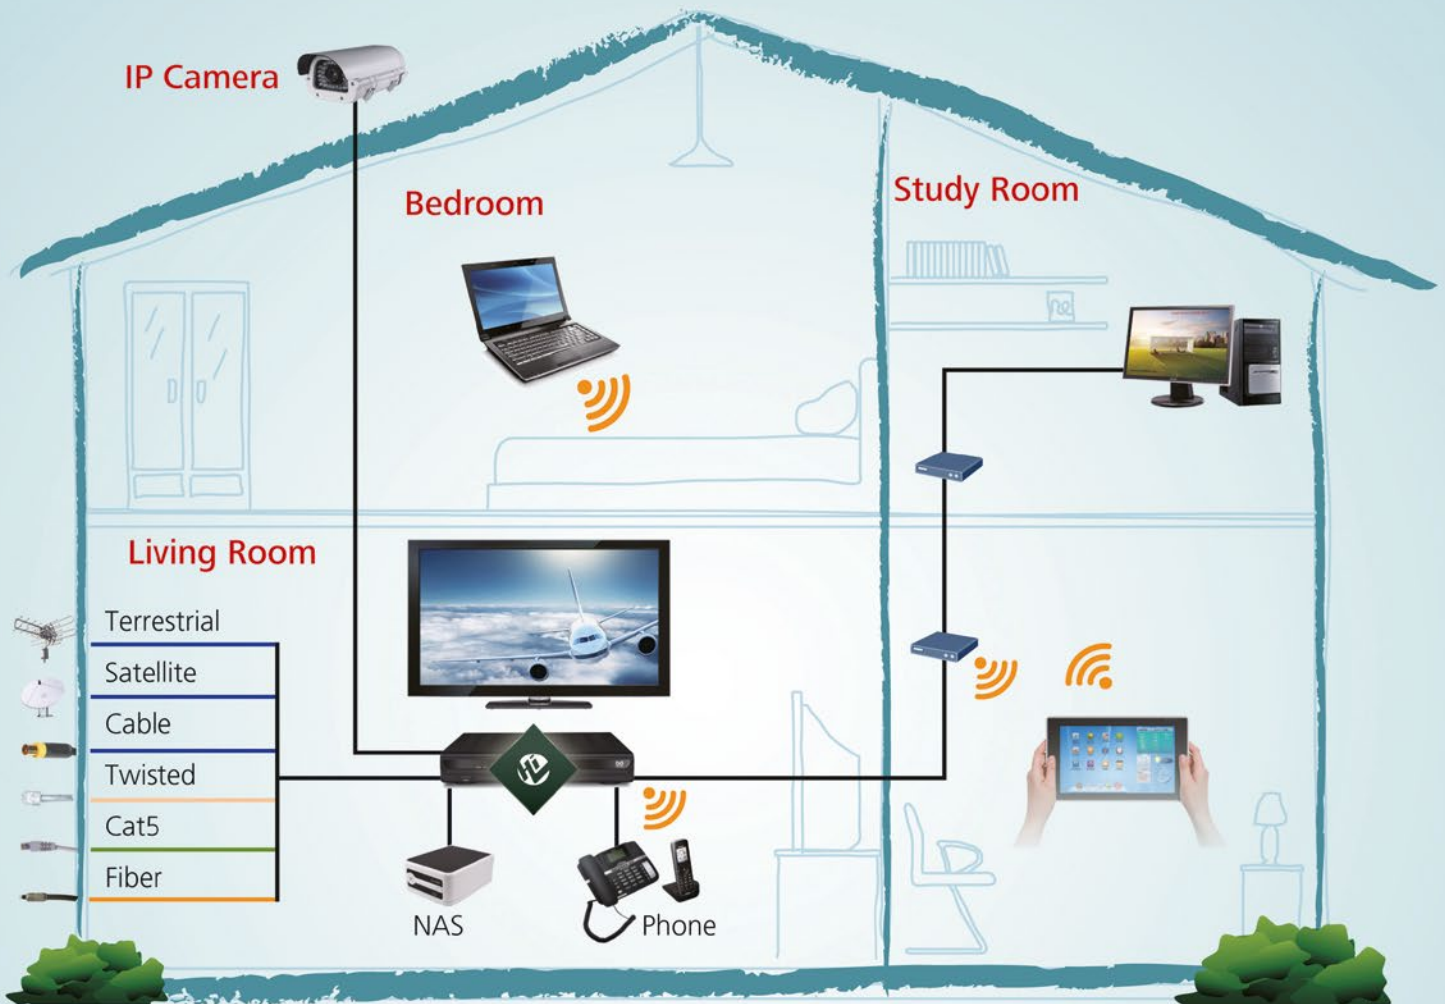 IP Camera
Bedroom
Study Room
Living Room
Terrestrial
Satellite
Cable
Twisted
Cat5
Fiber
NAS
Phone